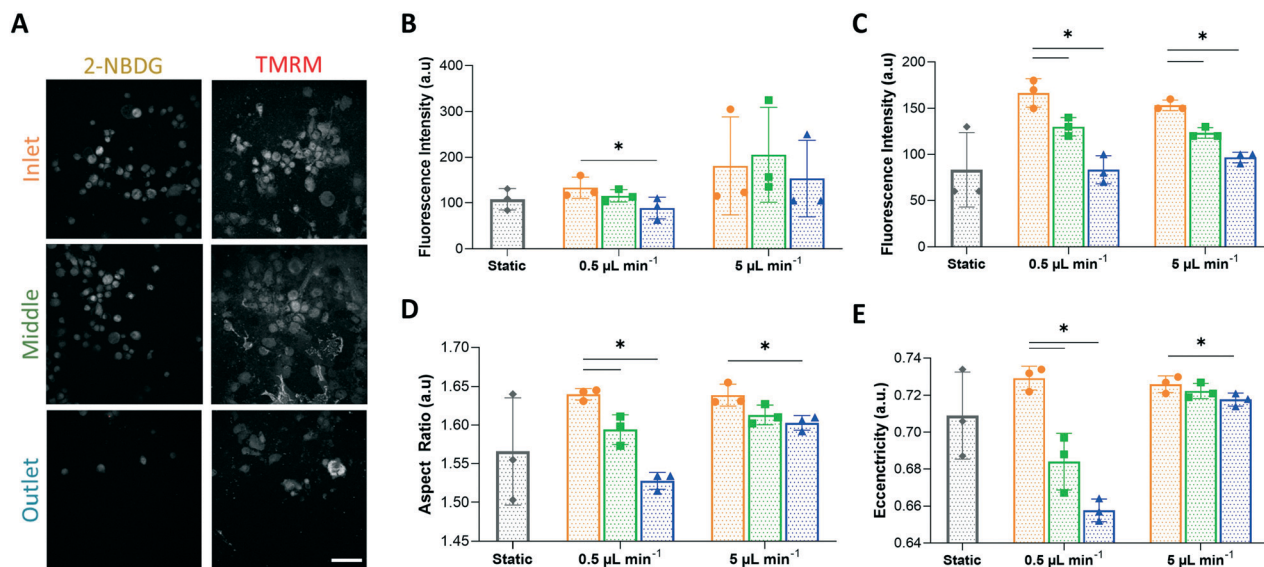 A
2-NBDG
TMRM
Inlet
Middle
Outlet
B
Fluorescence Intensity (a.u)
400
300
200
100
0
*
Static
0.5 µL min⁻¹
5 µL min⁻¹
C
Fluorescence Intensity (a.u)
200
150
100
50
0
*
*
Static
0.5 µL min⁻¹
5 µL min⁻¹
D
Aspect Ratio (a.u)
1.70
1.65
1.60
1.55
1.50
1.45
*
*
Static
0.5 µL min⁻¹
5 µL min⁻¹
E
Eccenctricity (a.u.)
0.74
0.72
0.70
0.68
0.66
0.64
*
*
Static
0.5 µL min⁻¹
5 µL min⁻¹